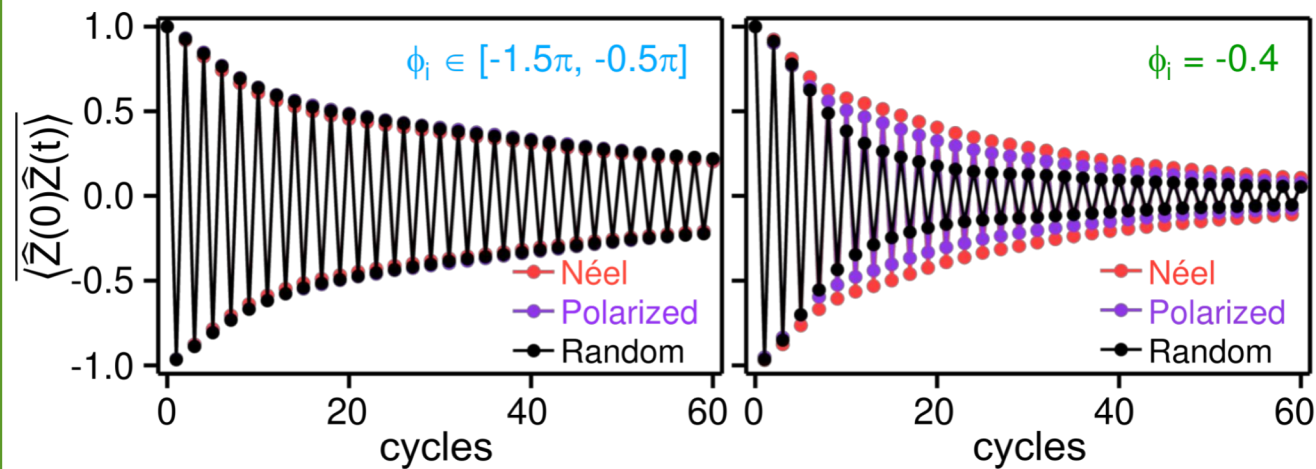 ⟨Ẑ(0)Ẑ(t)⟩
1.0
0.5
0.0
-0.5
-1.0
ϕi ∈ [-1.5π, -0.5π]
Néel
Polarized
Random
0 20 40 60
cycles
ϕi = -0.4
Néel
Polarized
Random
0 20 40 60
cycles